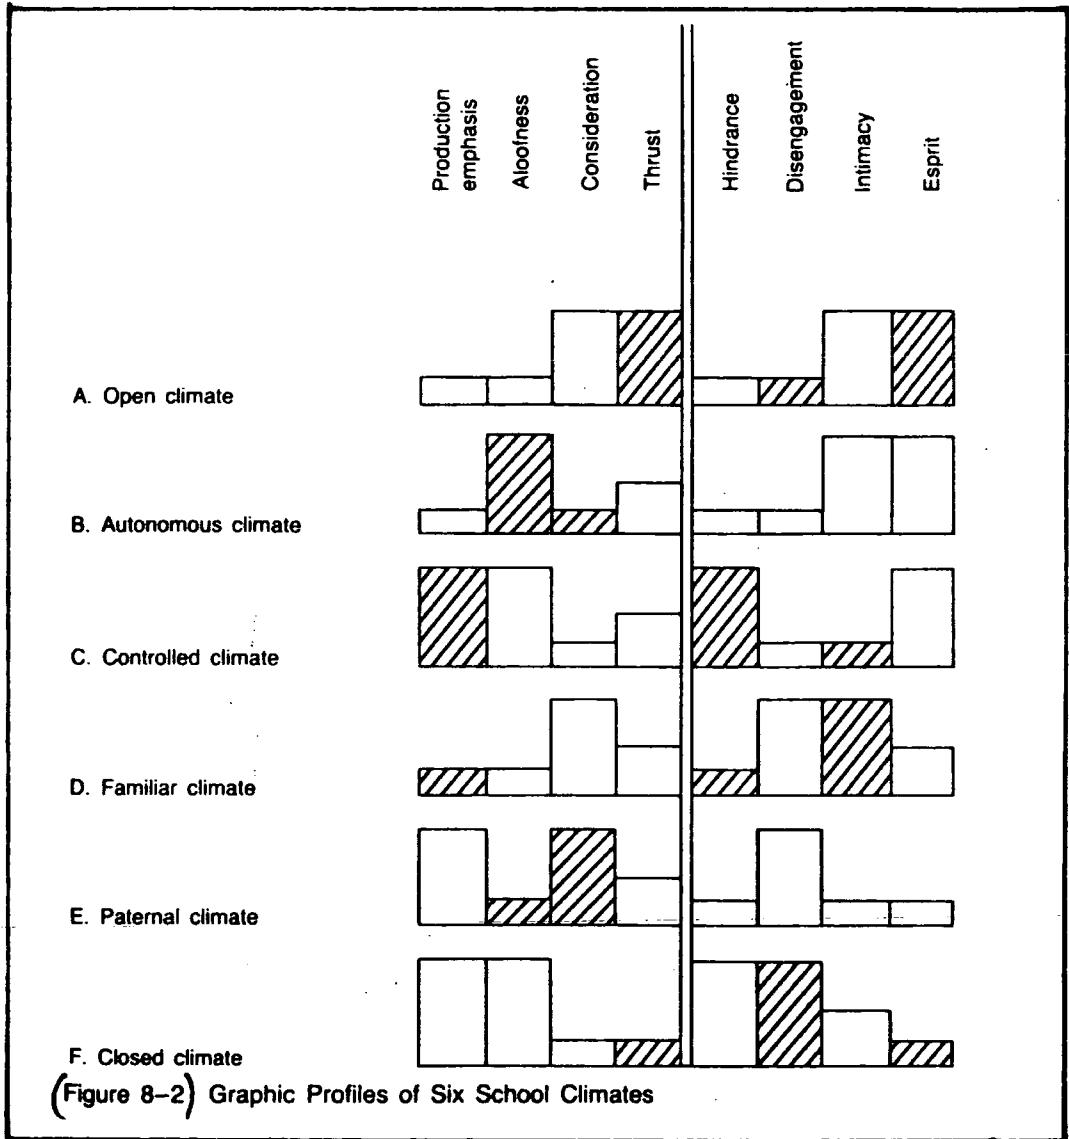 Production
emphasis
Aloofness
Consideration
Thrust
Hindrance
Disengagement
Intimacy
Esprit
A. Open climate
B. Autonomous climate
C. Controlled climate
D. Familiar climate
E. Paternal climate
F. Closed climate
(Figure 8-2) Graphic Profiles of Six School Climates